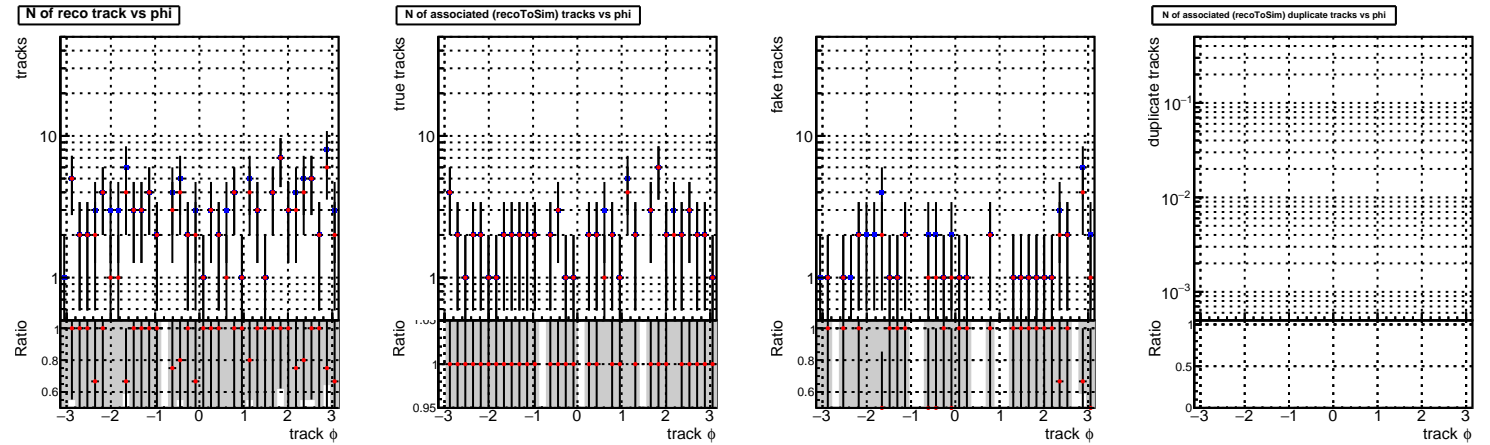 N of reco track vs phi
tracks
10
1
Ratio
1
0.8
0.6
−3 −2 −1 0 1 2 3
track ϕ
N of associated (recoToSim) tracks vs phi
true tracks
10
1
Ratio
1
0.95
−3 −2 −1 0 1 2 3
track ϕ
fake tracks
10
1
Ratio
1
0.8
0.6
−3 −2 −1 0 1 2 3
track ϕ
N of associated (recoToSim) duplicate tracks vs phi
duplicate tracks
10−1
10−2
10−3
Ratio
1
0.5
0
−3 −2 −1 0 1 2 3
track ϕ